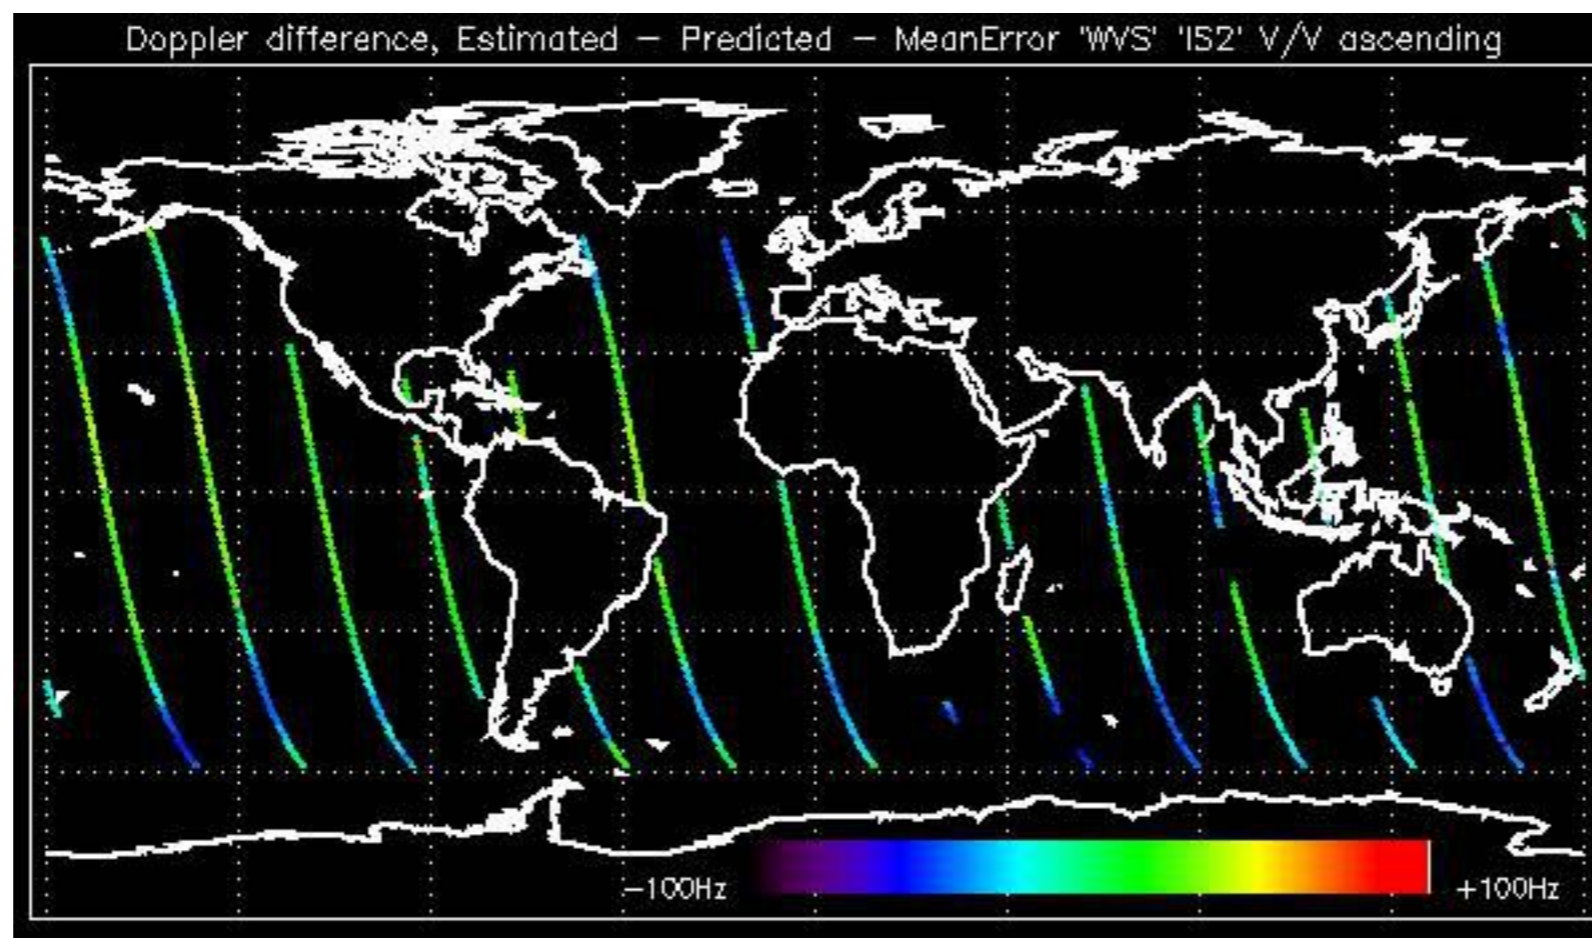 Doppler difference, Estimated – Predicted – MeanError 'WVS' 'IS2' V/V ascending
–100Hz
+100Hz